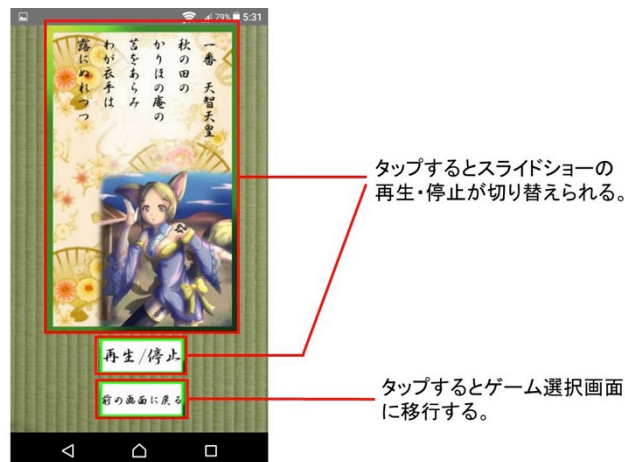 79% 5:31
一番　天智天皇
秋の田の
かりほの庵の
苫をあらみ
わが衣手は
露にぬれつつ
タップするとスライドショーの
再生・停止が切り替えられる。
再生/停止
前の画面に戻る
タップするとゲーム選択画面
に移行する。